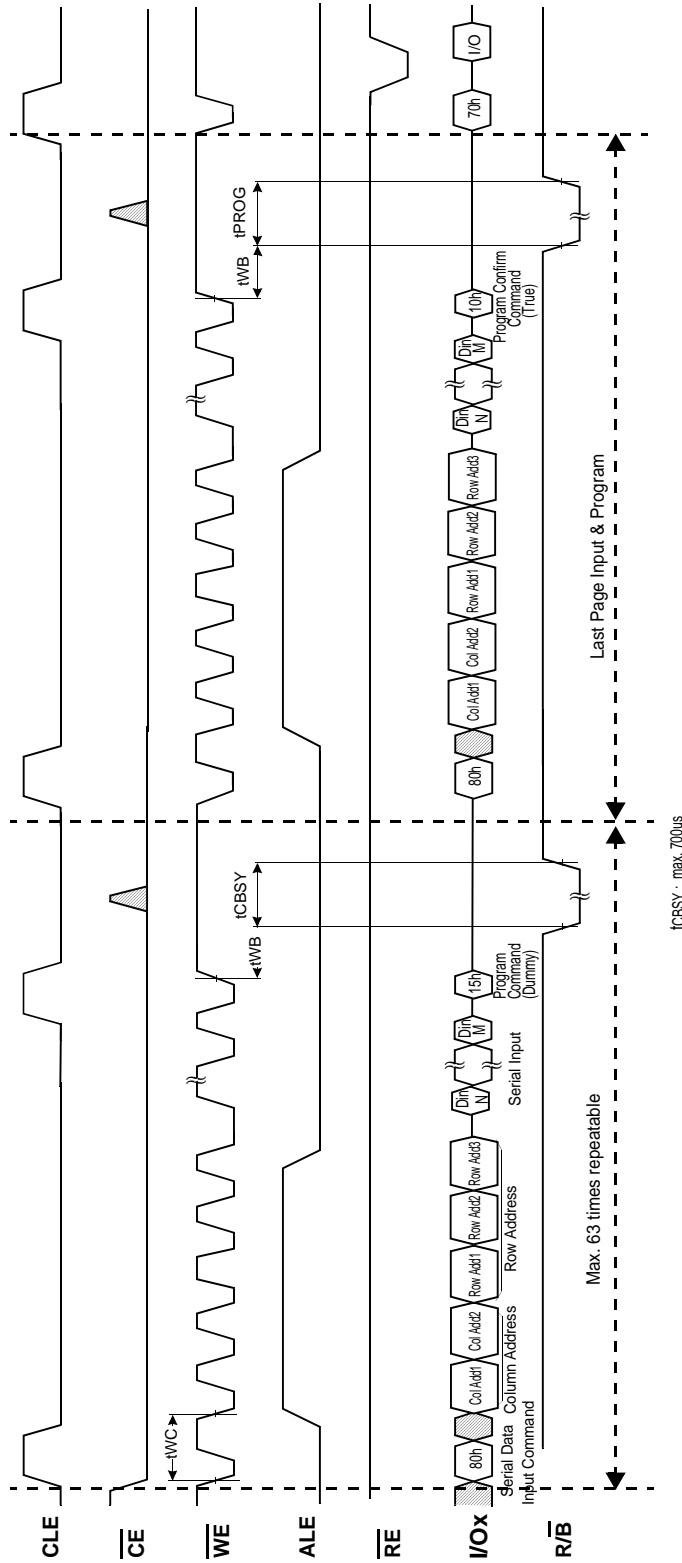 CLE
CE
WE
tWC
tWB
tCBSY
tWB
tPROG
ALE
RE
I/Ox
80h
Col Add1
Col Add2
Row Add1
Row Add2
Row Add3
Din
N
Din
M
15h
80h
Col Add1
Col Add2
Row Add1
Row Add2
Row Add3
Din
N
Din
M
10h
70h
I/O
Serial Data
Input Command
Column Address
Row Address
Serial Input
Program
Command
(Dummy)
Program Confirm
Command
(True)
R/B
Max. 63 times repeatable
Last Page Input & Program
tCBSY : max. 700us